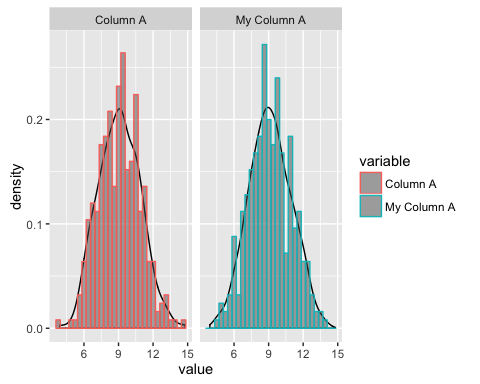 Column A
My Column A
density
0.2
0.1
0.0
6 9 12 15
6 9 12 15
value
variable
Column A
My Column A